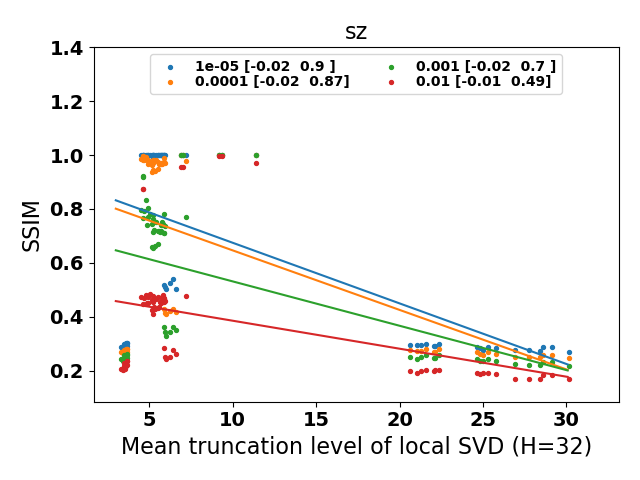 sz
1.4
1e-05 [-0.02  0.9 ]
0.001 [-0.02  0.7 ]
0.0001 [-0.02  0.87]
0.01 [-0.01  0.49]
1.2
1.0
0.8
0.6
0.4
0.2
SSIM
5
10
15
20
25
30
Mean truncation level of local SVD (H=32)